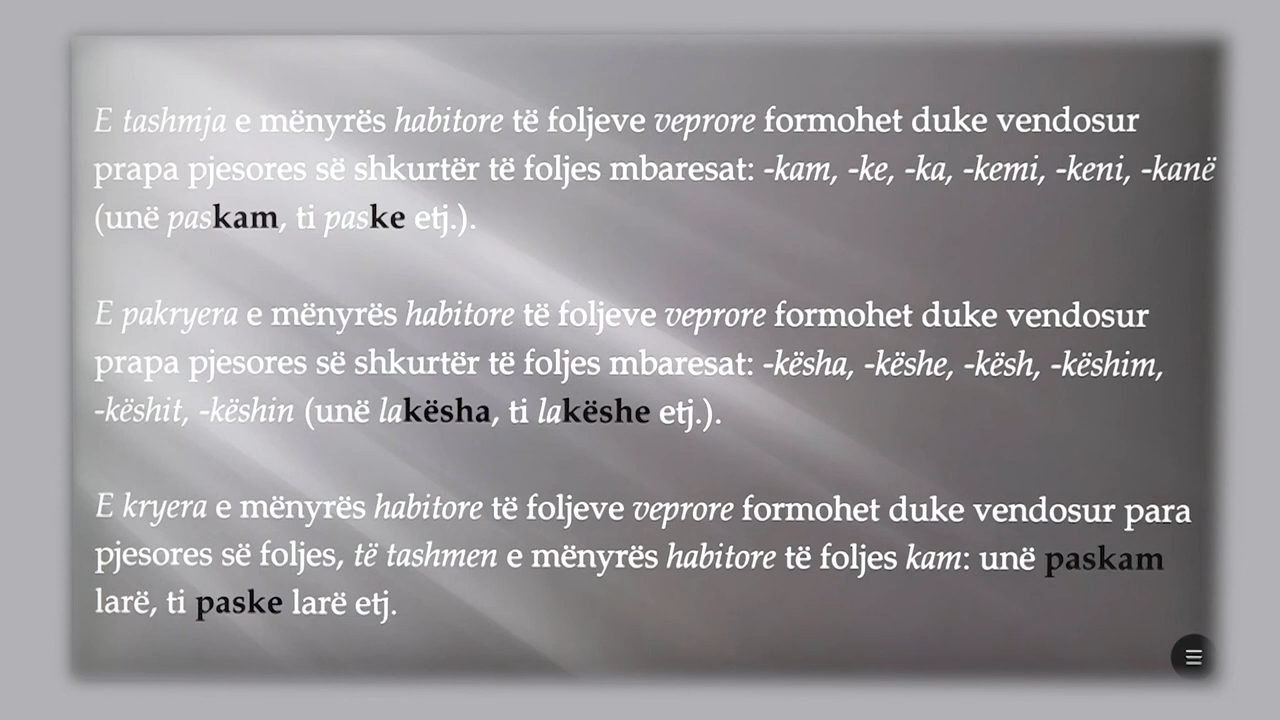 E tashmja e mënyrës habitore të foljeve veprore formohet duke vendosur
prapa pjesores së shkurtër të foljes mbaresat: -kam, -ke, -ka, -kemi, -keni, -kanë
(unë paskam, ti paske etj.).
E pakryera e mënyrës habitore të foljeve veprore formohet duke vendosur
prapa pjesores së shkurtër të foljes mbaresat: -kësha, -këshe, -kësh, -këshim,
-këshit, -këshin (unë lakësha, ti lakëshe etj.).
E kryera e mënyrës habitore të foljeve veprore formohet duke vendosur para
pjesores së foljes, të tashmen e mënyrës habitore të foljes kam: unë paskam
larë, ti paske larë etj.